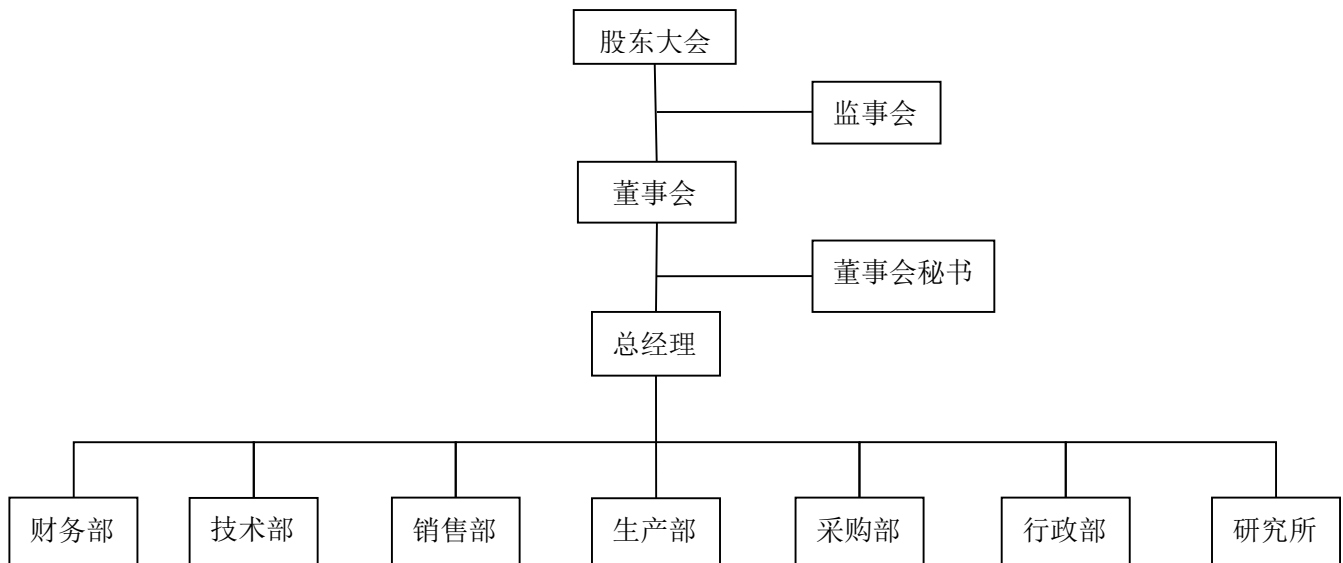 股东大会
监事会
董事会
董事会秘书
总经理
财务部
技术部
销售部
生产部
采购部
行政部
研究所